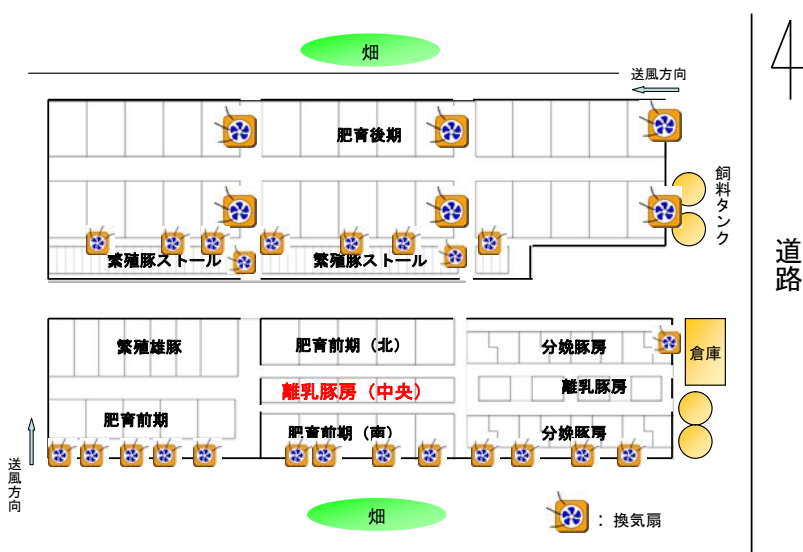 畑
送風方向
肥育後期
飼料タンク
繁殖豚ストール
繁殖豚ストール
道路
繁殖雄豚
肥育前期（北）
分娩豚房
倉庫
離乳豚房（中央）
離乳豚房
肥育前期
肥育前期（南）
分娩豚房
送風方向
畑
：換気扇